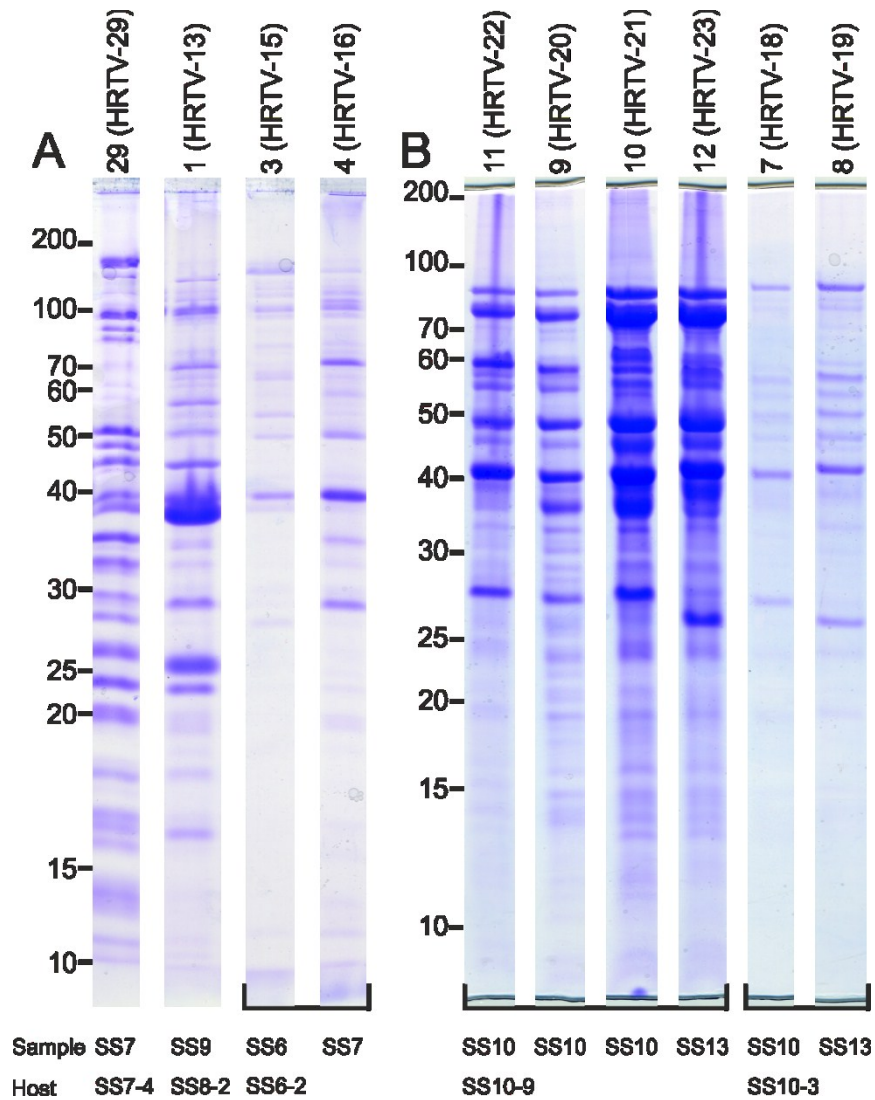 29 (HRTV-29)
1 (HRTV-13)
3 (HRTV-15)
4 (HRTV-16)
11 (HRTV-22)
9 (HRTV-20)
10 (HRTV-21)
12 (HRTV-23)
7 (HRTV-18)
8 (HRTV-19)
A
200
100
70
60
50
40
30
25
20
15
10
B
200
100
70
60
50
40
30
25
20
15
10
Sample SS7 SS9 SS6 SS7 SS10 SS10 SS10 SS13 SS10 SS13
Host SS7-4 SS8-2 SS6-2 SS10-9 SS10-3